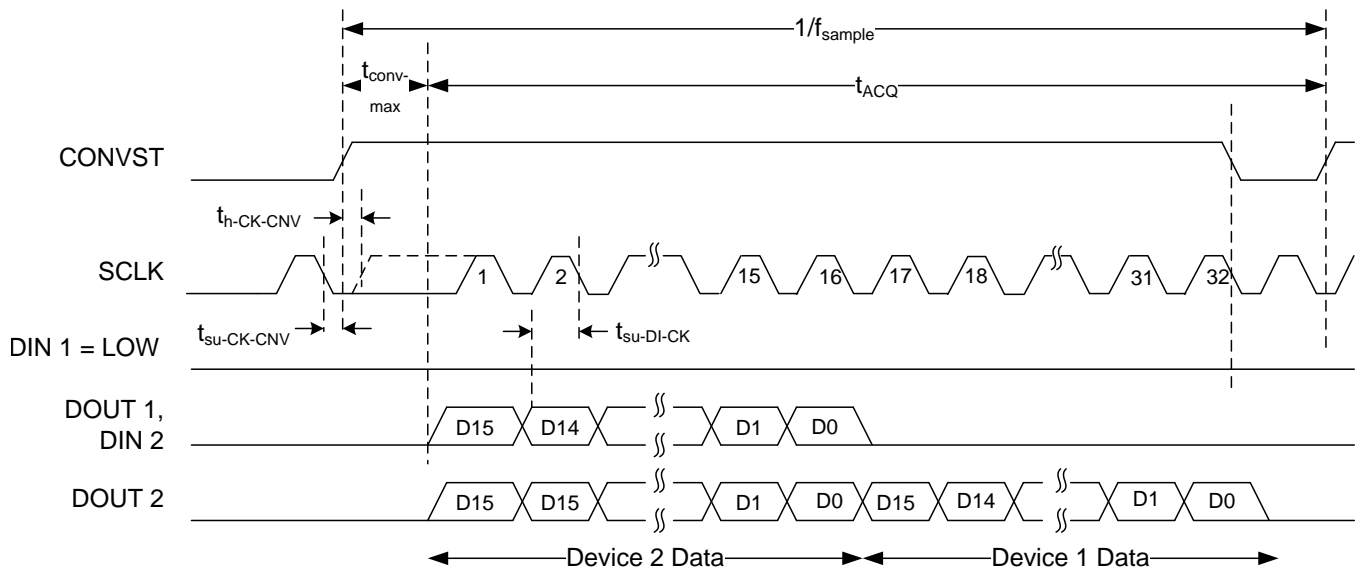 1/fsample
tconv-
max
tACQ
CONVST
th-CK-CNV
SCLK
1 2 15 16 17 18 31 32
tsu-CK-CNV
tsu-DI-CK
DIN 1 = LOW
DOUT 1,
DIN 2
D15 D14 D1 D0
DOUT 2
D15 D15 D1 D0 D15 D14 D1 D0
Device 2 Data Device 1 Data